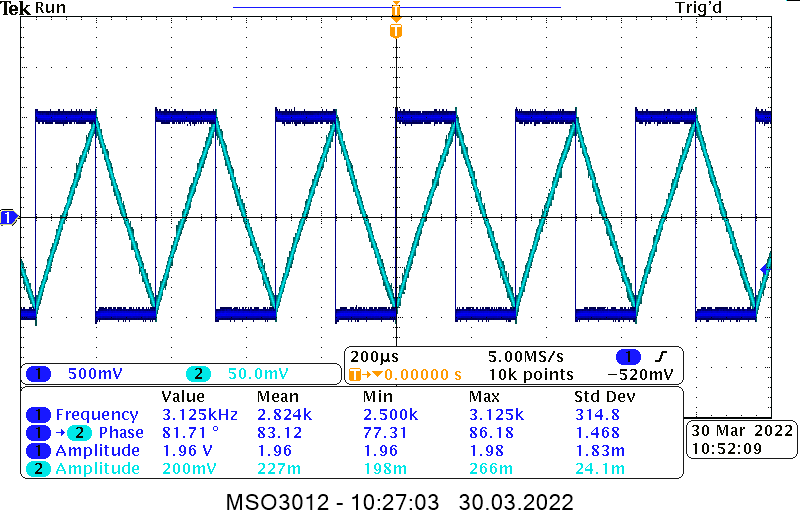 Tek Run Trig'd
T
T
T
200µs 5.00MS/s 1 ∫
1 500mV 2 50.0mV T→▼0.00000 s 10k points −520mV
Value Mean Min Max Std Dev
1 Frequency 3.125kHz 2.824k 2.500k 3.125k 314.8
1 →2 Phase 81.71 ° 83.12 77.31 86.18 1.468
1 Amplitude 1.96 V 1.96 1.96 1.98 1.83m
2 Amplitude 200mV 227m 198m 266m 24.1m
30 Mar 2022
10:52:09
MSO3012 - 10:27:03 30.03.2022